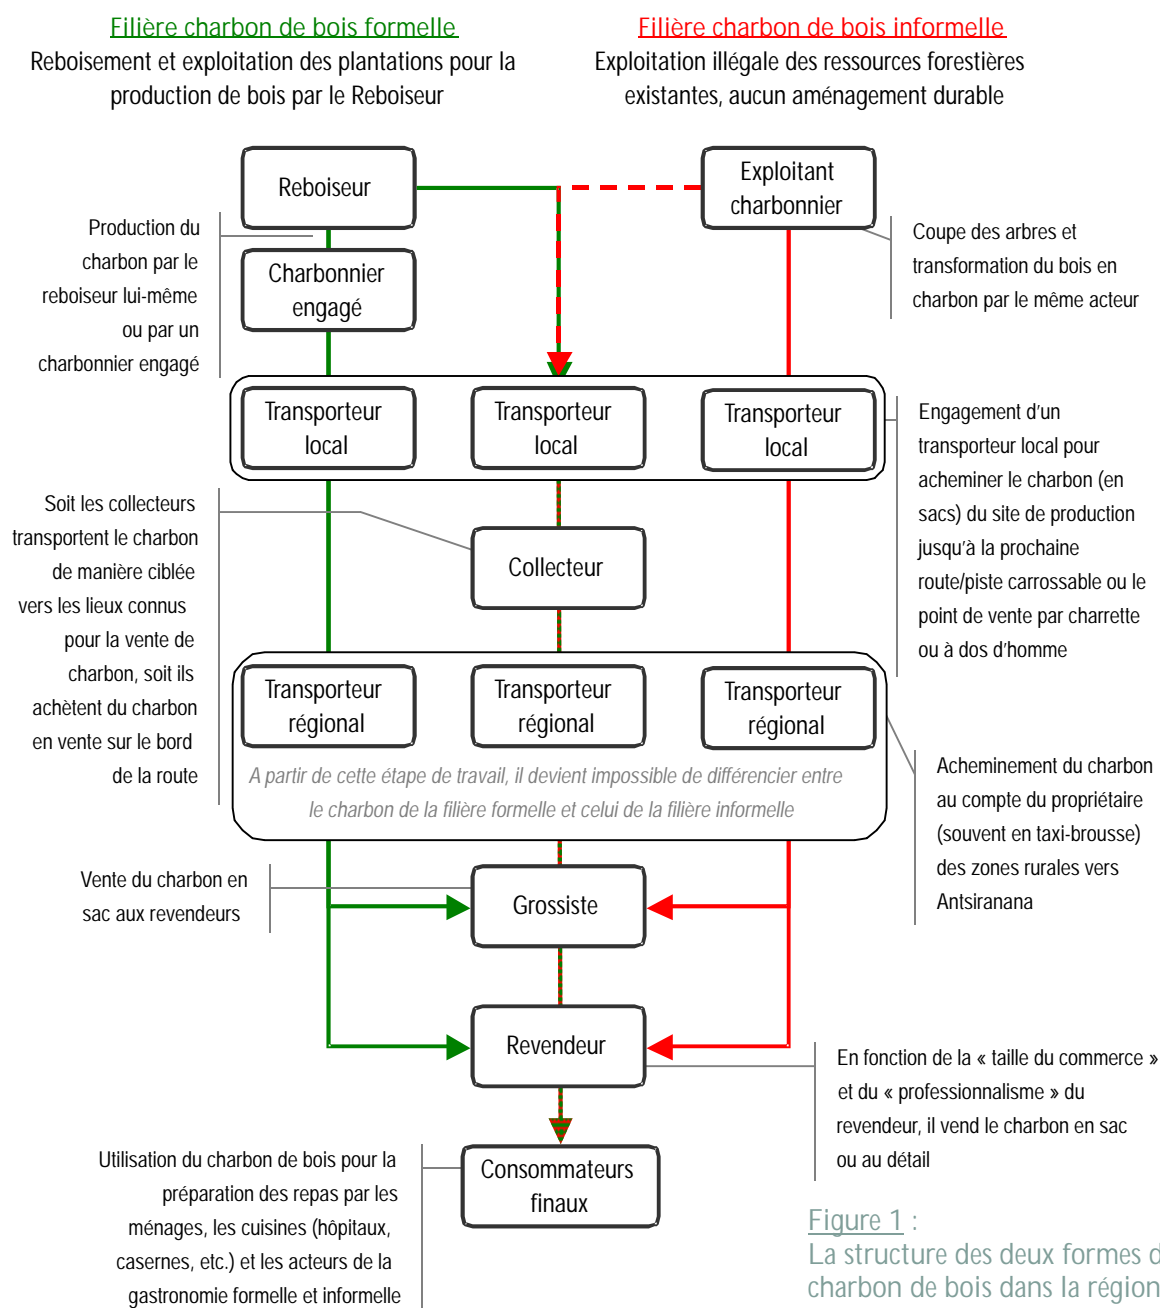 Filière charbon de bois formelle
Reboisement et exploitation des plantations pour la
production de bois par le Reboiseur
Filière charbon de bois informelle
Exploitation illégale des ressources forestières
existantes, aucun aménagement durable
Reboiseur
Exploitant
charbonnier
Production du
charbon par le
reboiseur lui-même
ou par un
charbonnier engagé
Charbonnier
engagé
Coupe des arbres et
transformation du bois en
charbon par le même acteur
Transporteur
local
Transporteur
local
Transporteur
local
Engagement d'un
transporteur local pour
acheminer le charbon (en
sacs) du site de production
jusqu'à la prochaine
route/piste carrossable ou le
point de vente par charrette
ou à dos d'homme
Soit les collecteurs
transportent le charbon
de manière ciblée
vers les lieux connus
pour la vente de
charbon, soit ils
achètent du charbon
en vente sur le bord
de la route
Collecteur
Transporteur
régional
Transporteur
régional
Transporteur
régional
A partir de cette étape de travail, il devient impossible de différencier entre
le charbon de la filière formelle et celui de la filière informelle
Acheminement du charbon
au compte du propriétaire
(souvent en taxi-brousse)
des zones rurales vers
Antsiranana
Vente du charbon en
sac aux revendeurs
Grossiste
Revendeur
En fonction de la « taille du commerce »
et du « professionnalisme » du
revendeur, il vend le charbon en sac
ou au détail
Utilisation du charbon de bois pour la
préparation des repas par les
ménages, les cuisines (hôpitaux,
casernes, etc.) et les acteurs de la
gastronomie formelle et informelle
Consommateurs
finaux
Figure 1 :
La structure des deux formes
charbon de bois dans la région